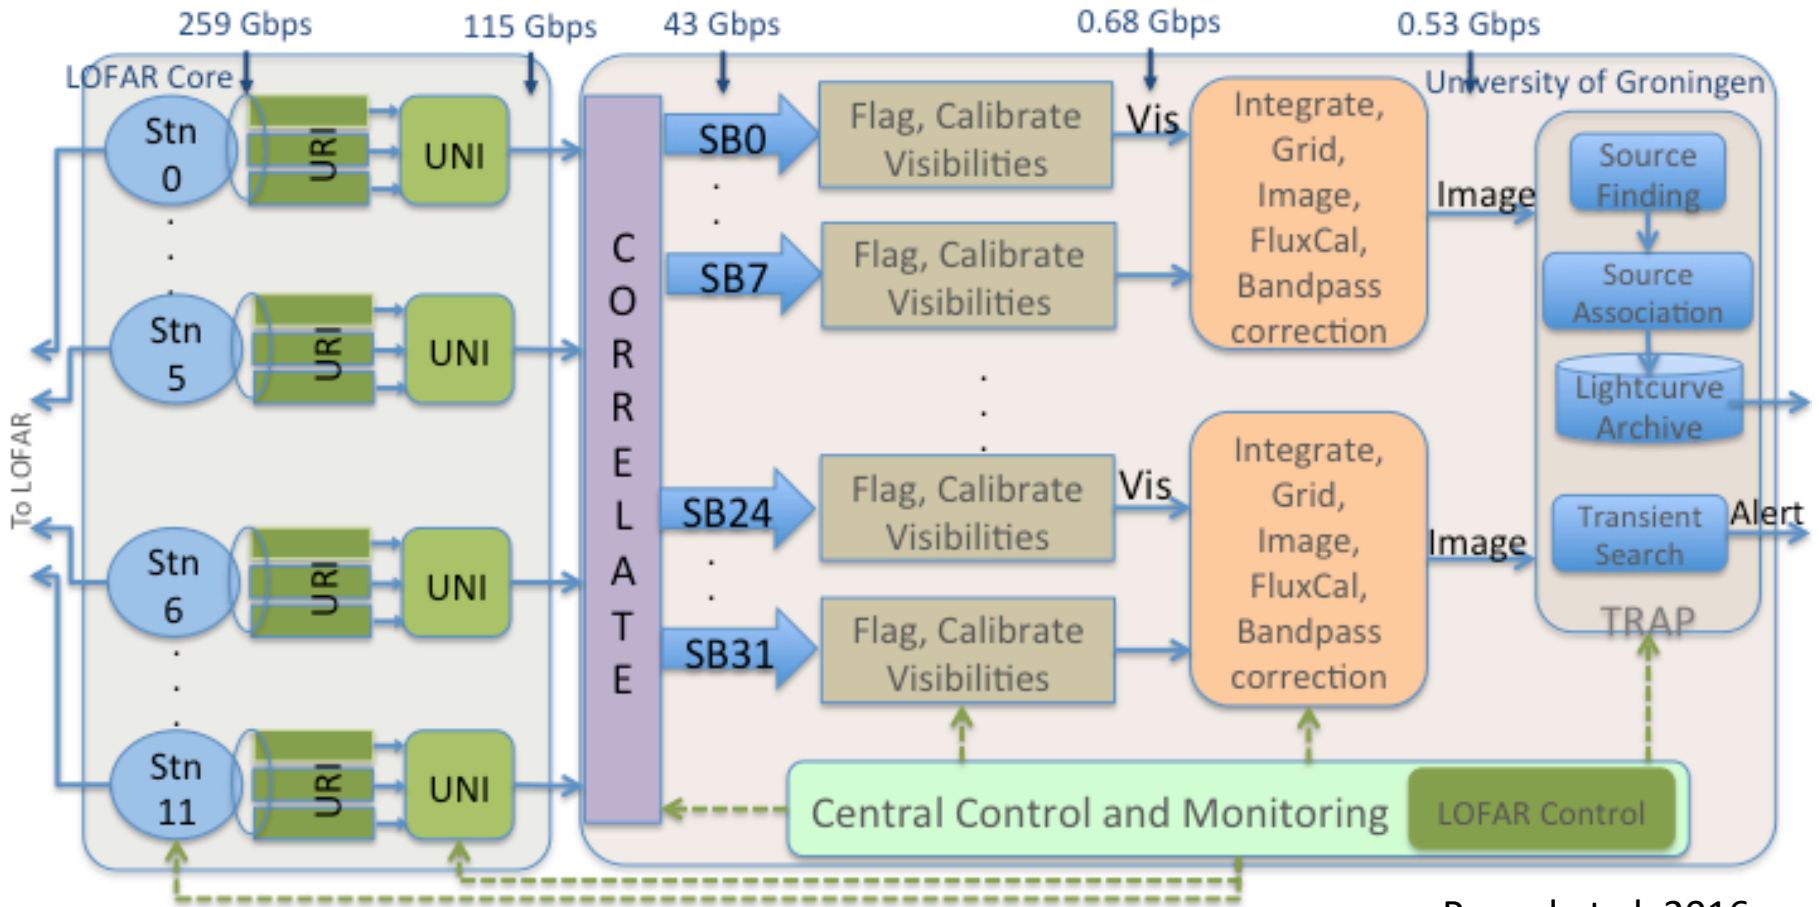 259 Gbps
115 Gbps
43 Gbps
0.68 Gbps
0.53 Gbps
LOFAR Core
University of Groningen
Stn
0
URI
UNI
Stn
5
URI
UNI
Stn
6
URI
UNI
Stn
11
URI
UNI
To LOFAR
CORRELATE
SB0
SB7
SB24
SB31
Flag, Calibrate
Visibilities
Flag, Calibrate
Visibilities
Flag, Calibrate
Visibilities
Flag, Calibrate
Visibilities
Vis
Vis
Integrate,
Grid,
Image,
FluxCal,
Bandpass
correction
Integrate,
Grid,
Image,
FluxCal,
Bandpass
correction
Image
Image
Source
Finding
Source
Association
Lightcurve
Archive
Transient
Search
Alert
TRAP
Central Control and Monitoring
LOFAR Control
2016